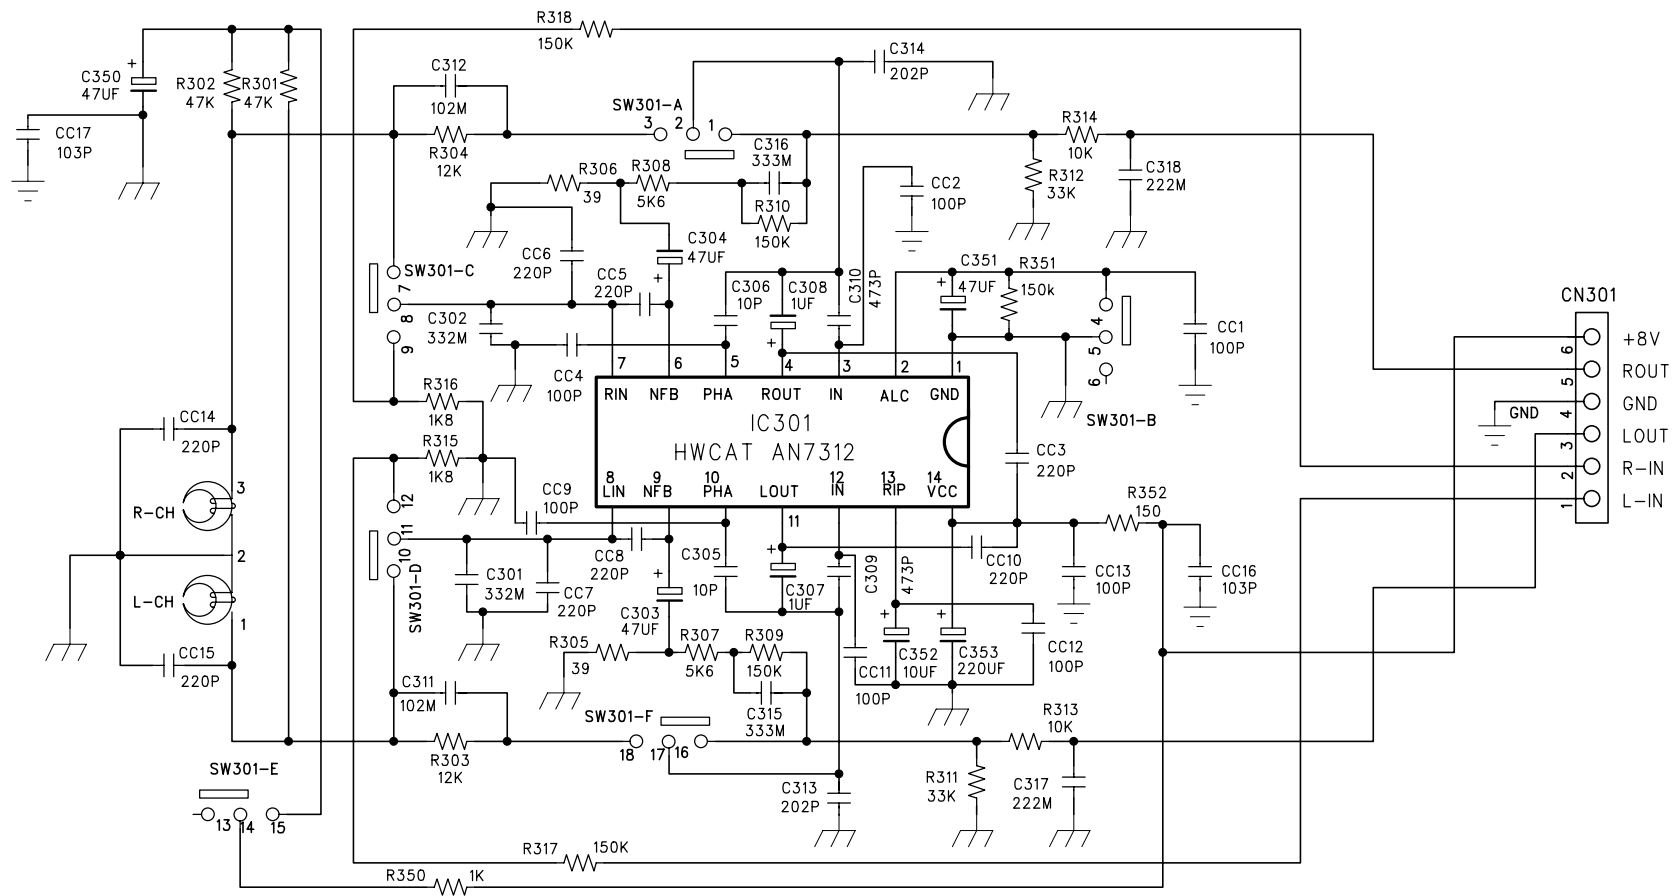 R318
150K
C314
202P
C350
47UF
+
R302
47K
R301
47K
C312
102M
SW301-A
3 2 1
CC17
103P
R304
12K
C316
333M
R314
10K
R306
39
R308
5K6
R310
150K
CC2
100P
R312
33K
C318
222M
C304
47UF
+
CC6
220P
CC5
220P
SW301-C
7
8
9
C302
332M
C306
10P
C308
1UF
+
C310
473P
C351
47UF
+
R351
150k
4
5
6
SW301-B
CC1
100P
CN301
+8V
6
ROUT
5
GND
GND
4
LOUT
3
R-IN
2
L-IN
1
CC4
100P
7 6 5 4 3 2 1
RIN NFB PHA ROUT IN ALC GND
IC301
HWCAT AN7312
8 9 10 12 13 14
LIN NFB PHA LOUT IN RIP VCC
11
R316
1K8
R315
1K8
CC14
220P
CC3
220P
R-CH
3
2
L-CH
1
CC15
220P
12
11
10
SW301-D
CC9
100P
CC8
220P
C305
10P
C301
332M
CC7
220P
C303
47UF
+
C307
1UF
+
C309
473P
CC10
220P
R352
150
CC13
100P
CC16
103P
R305
39
R307
5K6
R309
150K
CC11
100P
C352
10UF
+
C353
220UF
+
CC12
100P
C311
102M
C315
333M
SW301-F
18 17 16
R303
12K
R313
10K
R311
33K
C317
222M
C313
202P
SW301-E
13 14 15
R317
150K
R350
1K